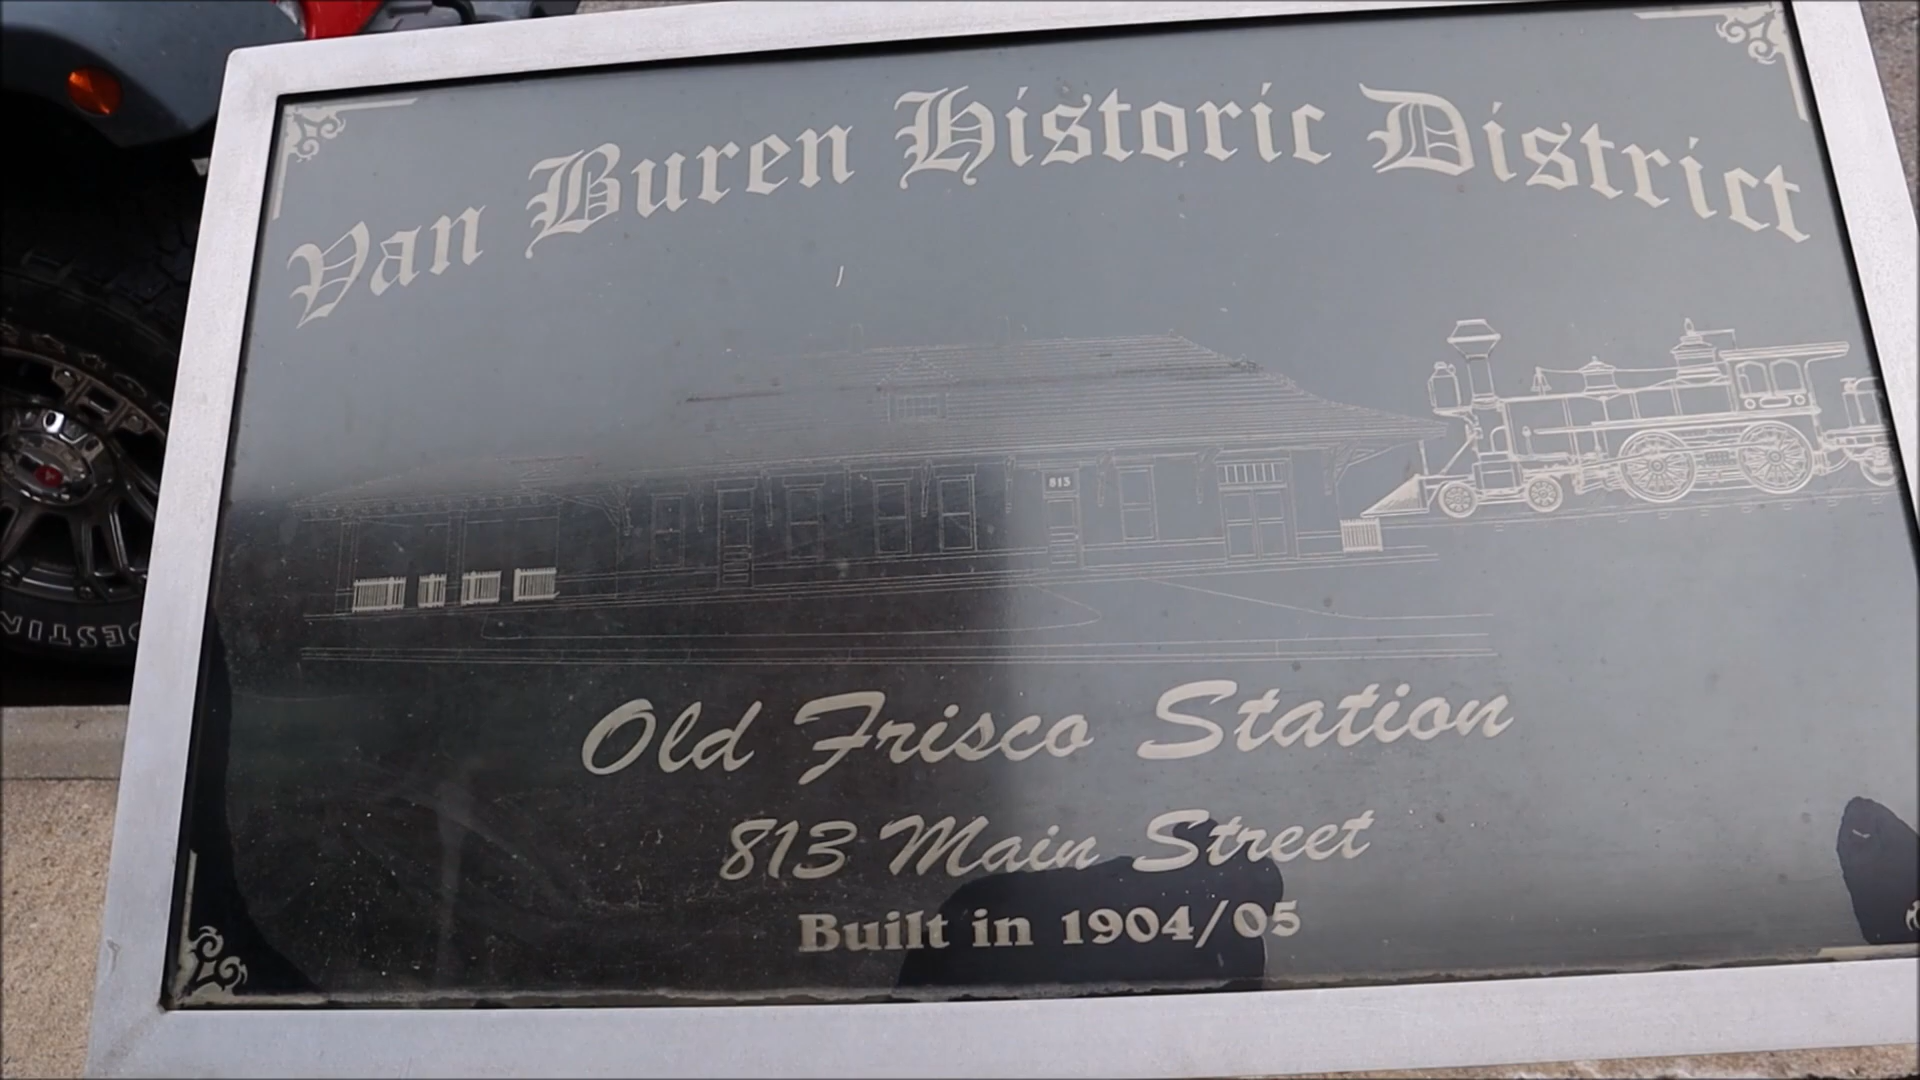 Van Buren Historic District
813
Old Frisco Station
813 Main Street
Built in 1904/05